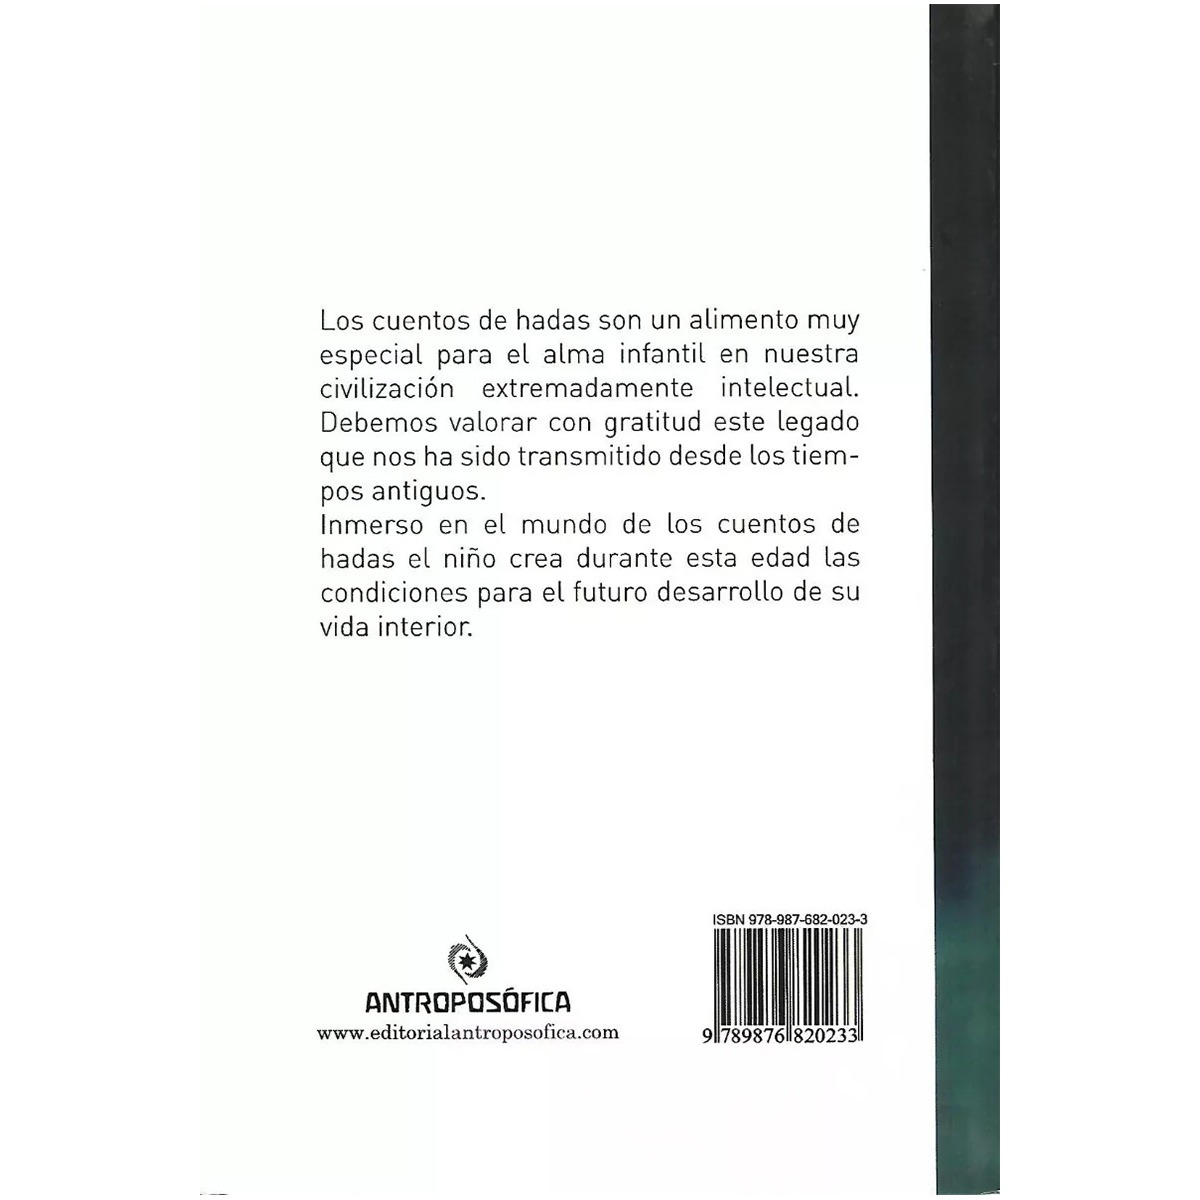 Los cuentos de hadas son un alimento muy
especial para el alma infantil en nuestra
civilización extremadamente intelectual.
Debemos valorar con gratitud este legado
que nos ha sido transmitido desde los tiem-
pos antiguos.
Inmerso en el mundo de los cuentos de
hadas el niño crea durante esta edad las
condiciones para el futuro desarrollo de su
vida interior.
ANTROPOSÓFICA
www.editorialantroposofica.com
ISBN 978-987-682-023-3
9 789876 820233